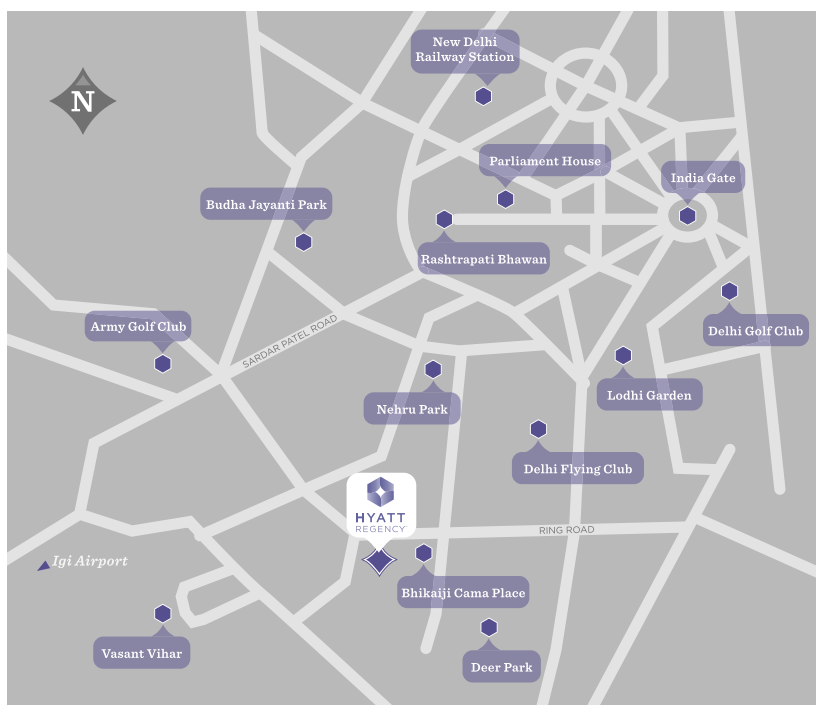 New Delhi
Railway Station
N
Parliament House
India Gate
Budha Jayanti Park
Rashtrapati Bhawan
Army Golf Club
SARDAR PATEL ROAD
Delhi Golf Club
Nehru Park
Lodhi Garden
Delhi Flying Club
HYATT
REGENCY
RING ROAD
Igi Airport
Bhikaiji Cama Place
Vasant Vihar
Deer Park